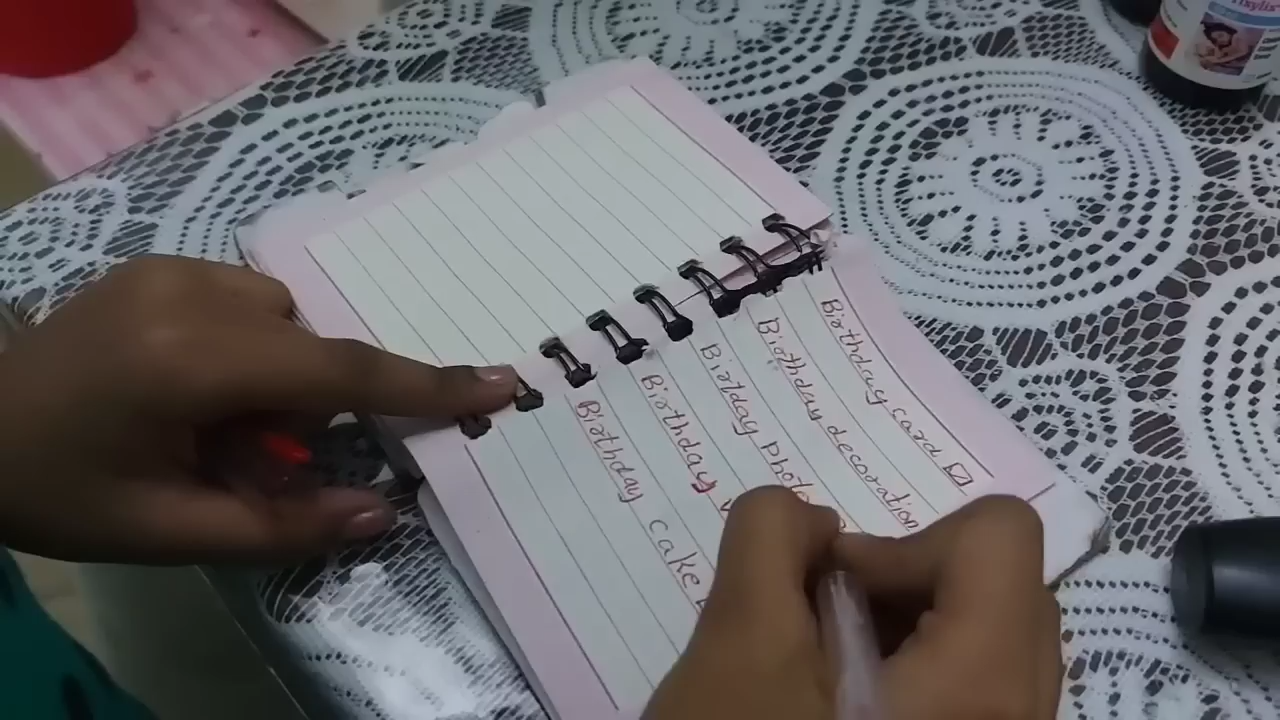 Birthday card
Birthday decoration
Birtday photo
Birthday
Birthday cake